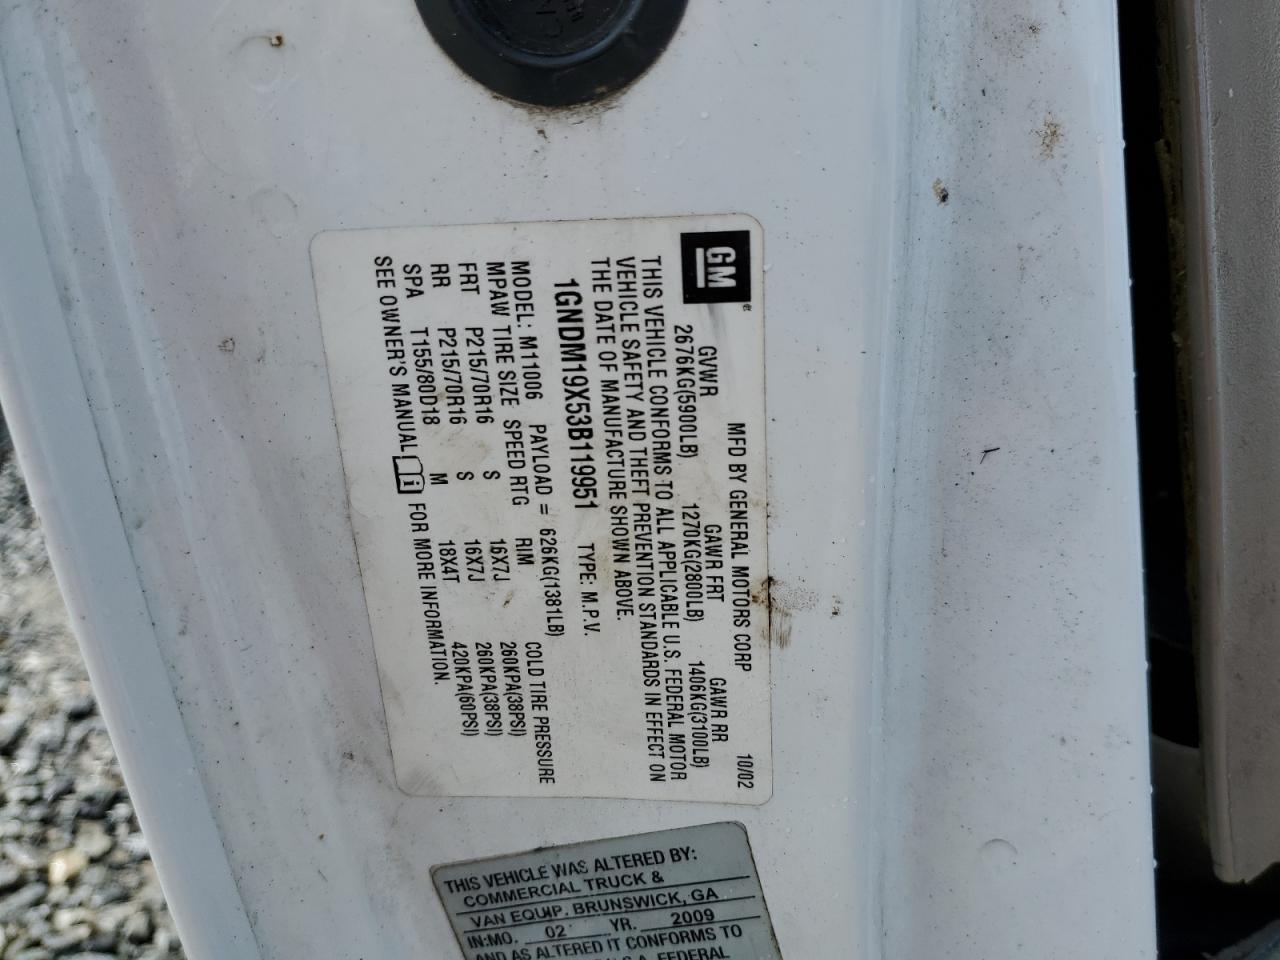 GM
MFD BY GENERAL MOTORS CORP 10/02
GVWR GAWR FRT GAWR RR
2676KG(5900LB) 1270KG(2800LB) 1406KG(3100LB)
THIS VEHICLE CONFORMS TO ALL APPLICABLE U.S. FEDERAL MOTOR
VEHICLE SAFETY AND THEFT PREVENTION STANDARDS IN EFFECT ON
THE DATE OF MANUFACTURE SHOWN ABOVE.
1GNDM19X53B119951 TYPE: M.P.V.
MODEL: M11006 PAYLOAD = 626KG(1381LB)
MPAW TIRE SIZE SPEED RTG RIM COLD TIRE PRESSURE
FRT P215/70R16 S 16X7J 260KPA(38PSI)
RR P215/70R16 S 16X7J 260KPA(38PSI)
SPA T155/80D18 M 18X4T 420KPA(60PSI)
SEE OWNER'S MANUAL FOR MORE INFORMATION.
THIS VEHICLE WAS ALTERED BY:
COMMERCIAL TRUCK &
VAN EQUIP. BRUNSWICK, GA
IN:MO. 02 YR. 2009
AND AS ALTERED IT CONFORMS TO
FEDERAL